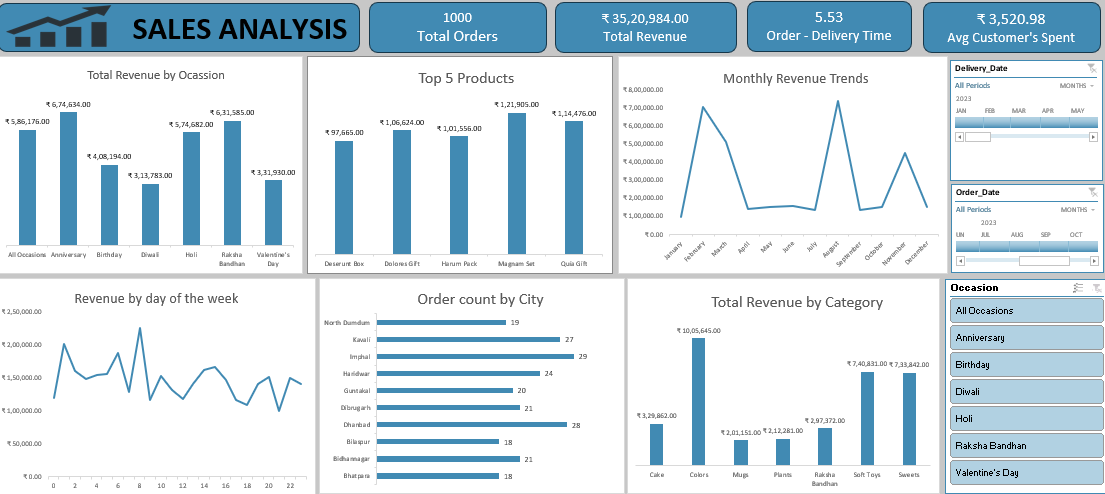 SALES ANALYSIS
1000
Total Orders
₹ 35,20,984.00
Total Revenue
5.53
Order - Delivery Time
₹ 3,520.98
Avg Customer's Spent
Total Revenue by Ocassion
₹ 5,86,176.00
₹ 6,74,634.00
₹ 4,08,194.00
₹ 3,13,783.00
₹ 5,74,682.00
₹ 6,31,585.00
₹ 3,31,930.00
All Occasions
Anniversary
Birthday
Diwali
Holi
Raksha
Bandhan
Valentine's
Day
Top 5 Products
₹ 97,665.00
₹ 1,06,624.00
₹ 1,01,556.00
₹ 1,21,905.00
₹ 1,14,476.00
Deserunt Box
Dolores Gift
Harum Pack
Magnam Set
Quia Gift
Monthly Revenue Trends
₹ 8,00,000.00
₹ 7,00,000.00
₹ 6,00,000.00
₹ 5,00,000.00
₹ 4,00,000.00
₹ 3,00,000.00
₹ 2,00,000.00
₹ 1,00,000.00
₹ 0.00
January
February
March
April
May
June
July
August
September
October
November
December
Delivery_Date
All Periods
MONTHS
2023
JAN FEB MAR APR MAY
Order_Date
All Periods
MONTHS
2023
UN JUL AUG SEP OCT
Revenue by day of the week
₹ 2,50,000.00
₹ 2,00,000.00
₹ 1,50,000.00
₹ 1,00,000.00
₹ 50,000.00
₹ 0.00
0 2 4 6 8 10 12 14 16 18 20 22
Order count by City
North Dumdum 19
Kavali 27
Imphal 29
Haridwar 24
Guntakal 20
Dibrugarh 21
Dhanbad 28
Bilaspur 18
Bidhannagar 21
Bhatpara 18
Total Revenue by Category
₹ 3,29,862.00
₹ 10,05,645.00
₹ 2,01,151.00
₹ 2,12,281.00
₹ 2,97,372.00
₹ 7,40,831.00
₹ 7,33,842.00
Cake
Colors
Mugs
Plants
Raksha
Bandhan
Soft Toys
Sweets
Occasion
All Occasions
Anniversary
Birthday
Diwali
Holi
Raksha Bandhan
Valentine's Day